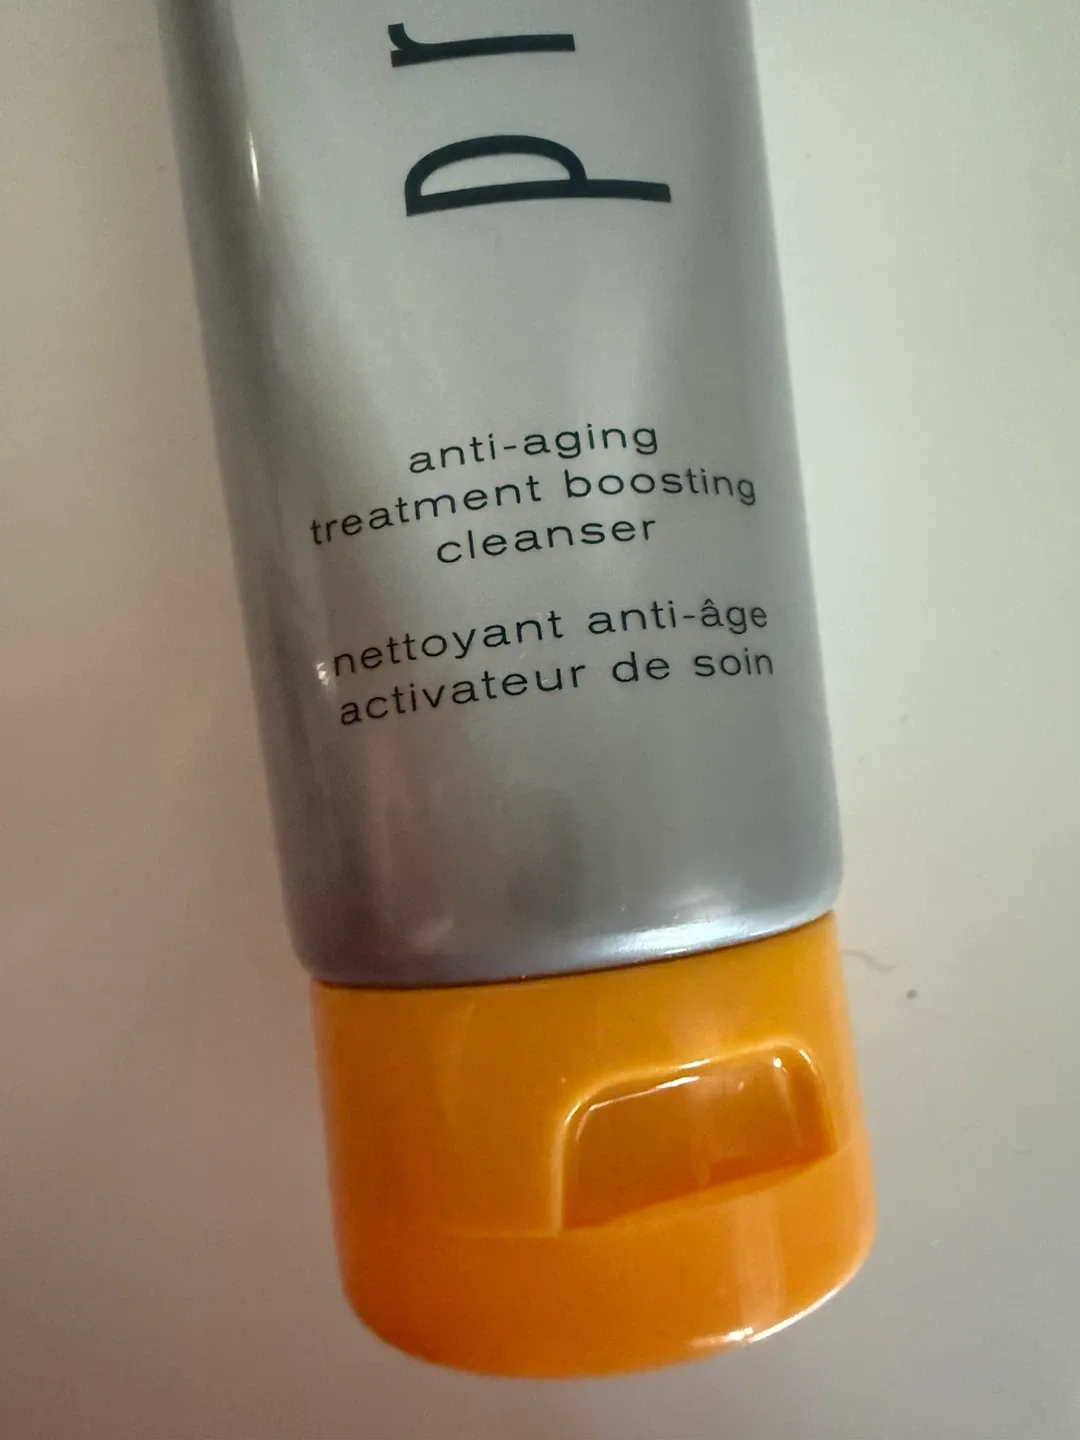 pr
anti-aging
treatment boosting
cleanser
nettoyant anti-âge
activateur de soin